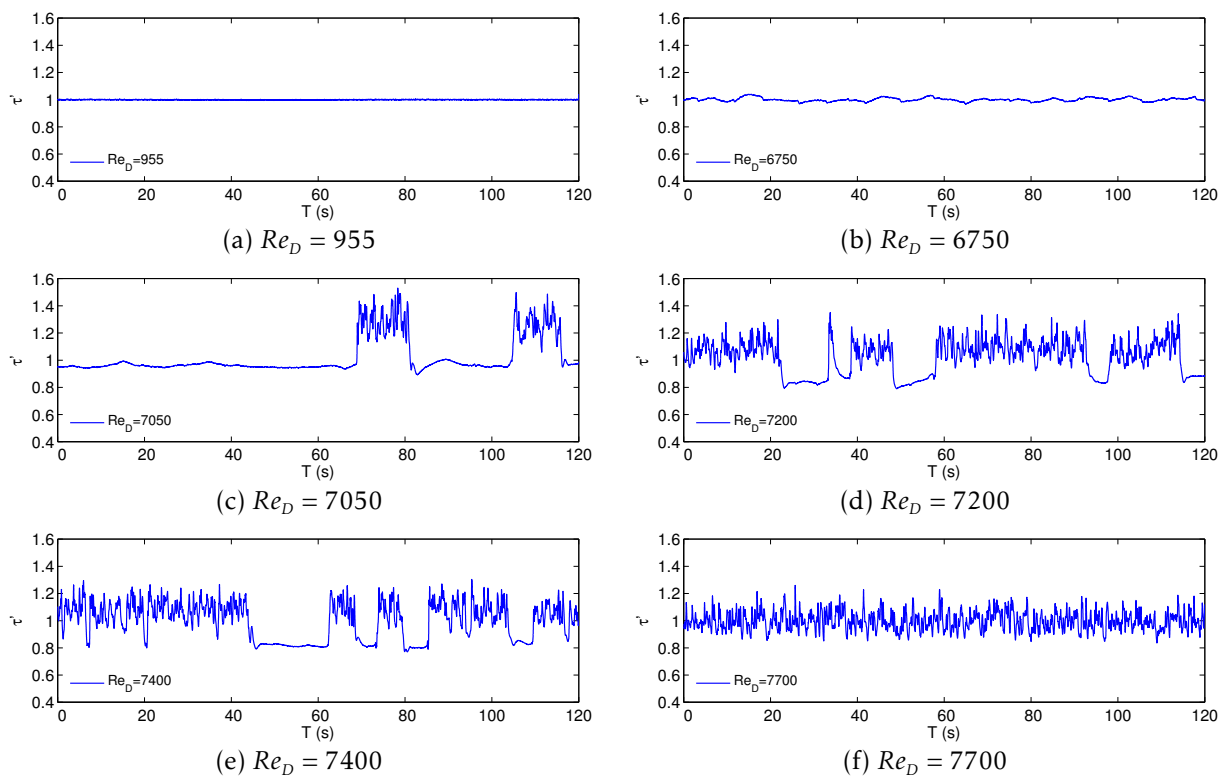 1.6
1.4
1.2
1
0.8
0.6
0.4
τ'
Re_D=955
0 20 40 60 80 100 120
T (s)
(a) Re_D = 955
1.6
1.4
1.2
1
0.8
0.6
0.4
τ'
Re_D=6750
0 20 40 60 80 100 120
T (s)
(b) Re_D = 6750
1.6
1.4
1.2
1
0.8
0.6
0.4
τ'
Re_D=7050
0 20 40 60 80 100 120
T (s)
(c) Re_D = 7050
1.6
1.4
1.2
1
0.8
0.6
0.4
τ'
Re_D=7200
0 20 40 60 80 100 120
T (s)
(d) Re_D = 7200
1.6
1.4
1.2
1
0.8
0.6
0.4
τ'
Re_D=7400
0 20 40 60 80 100 120
T (s)
(e) Re_D = 7400
1.6
1.4
1.2
1
0.8
0.6
0.4
τ'
Re_D=7700
0 20 40 60 80 100 120
T (s)
(f) Re_D = 7700